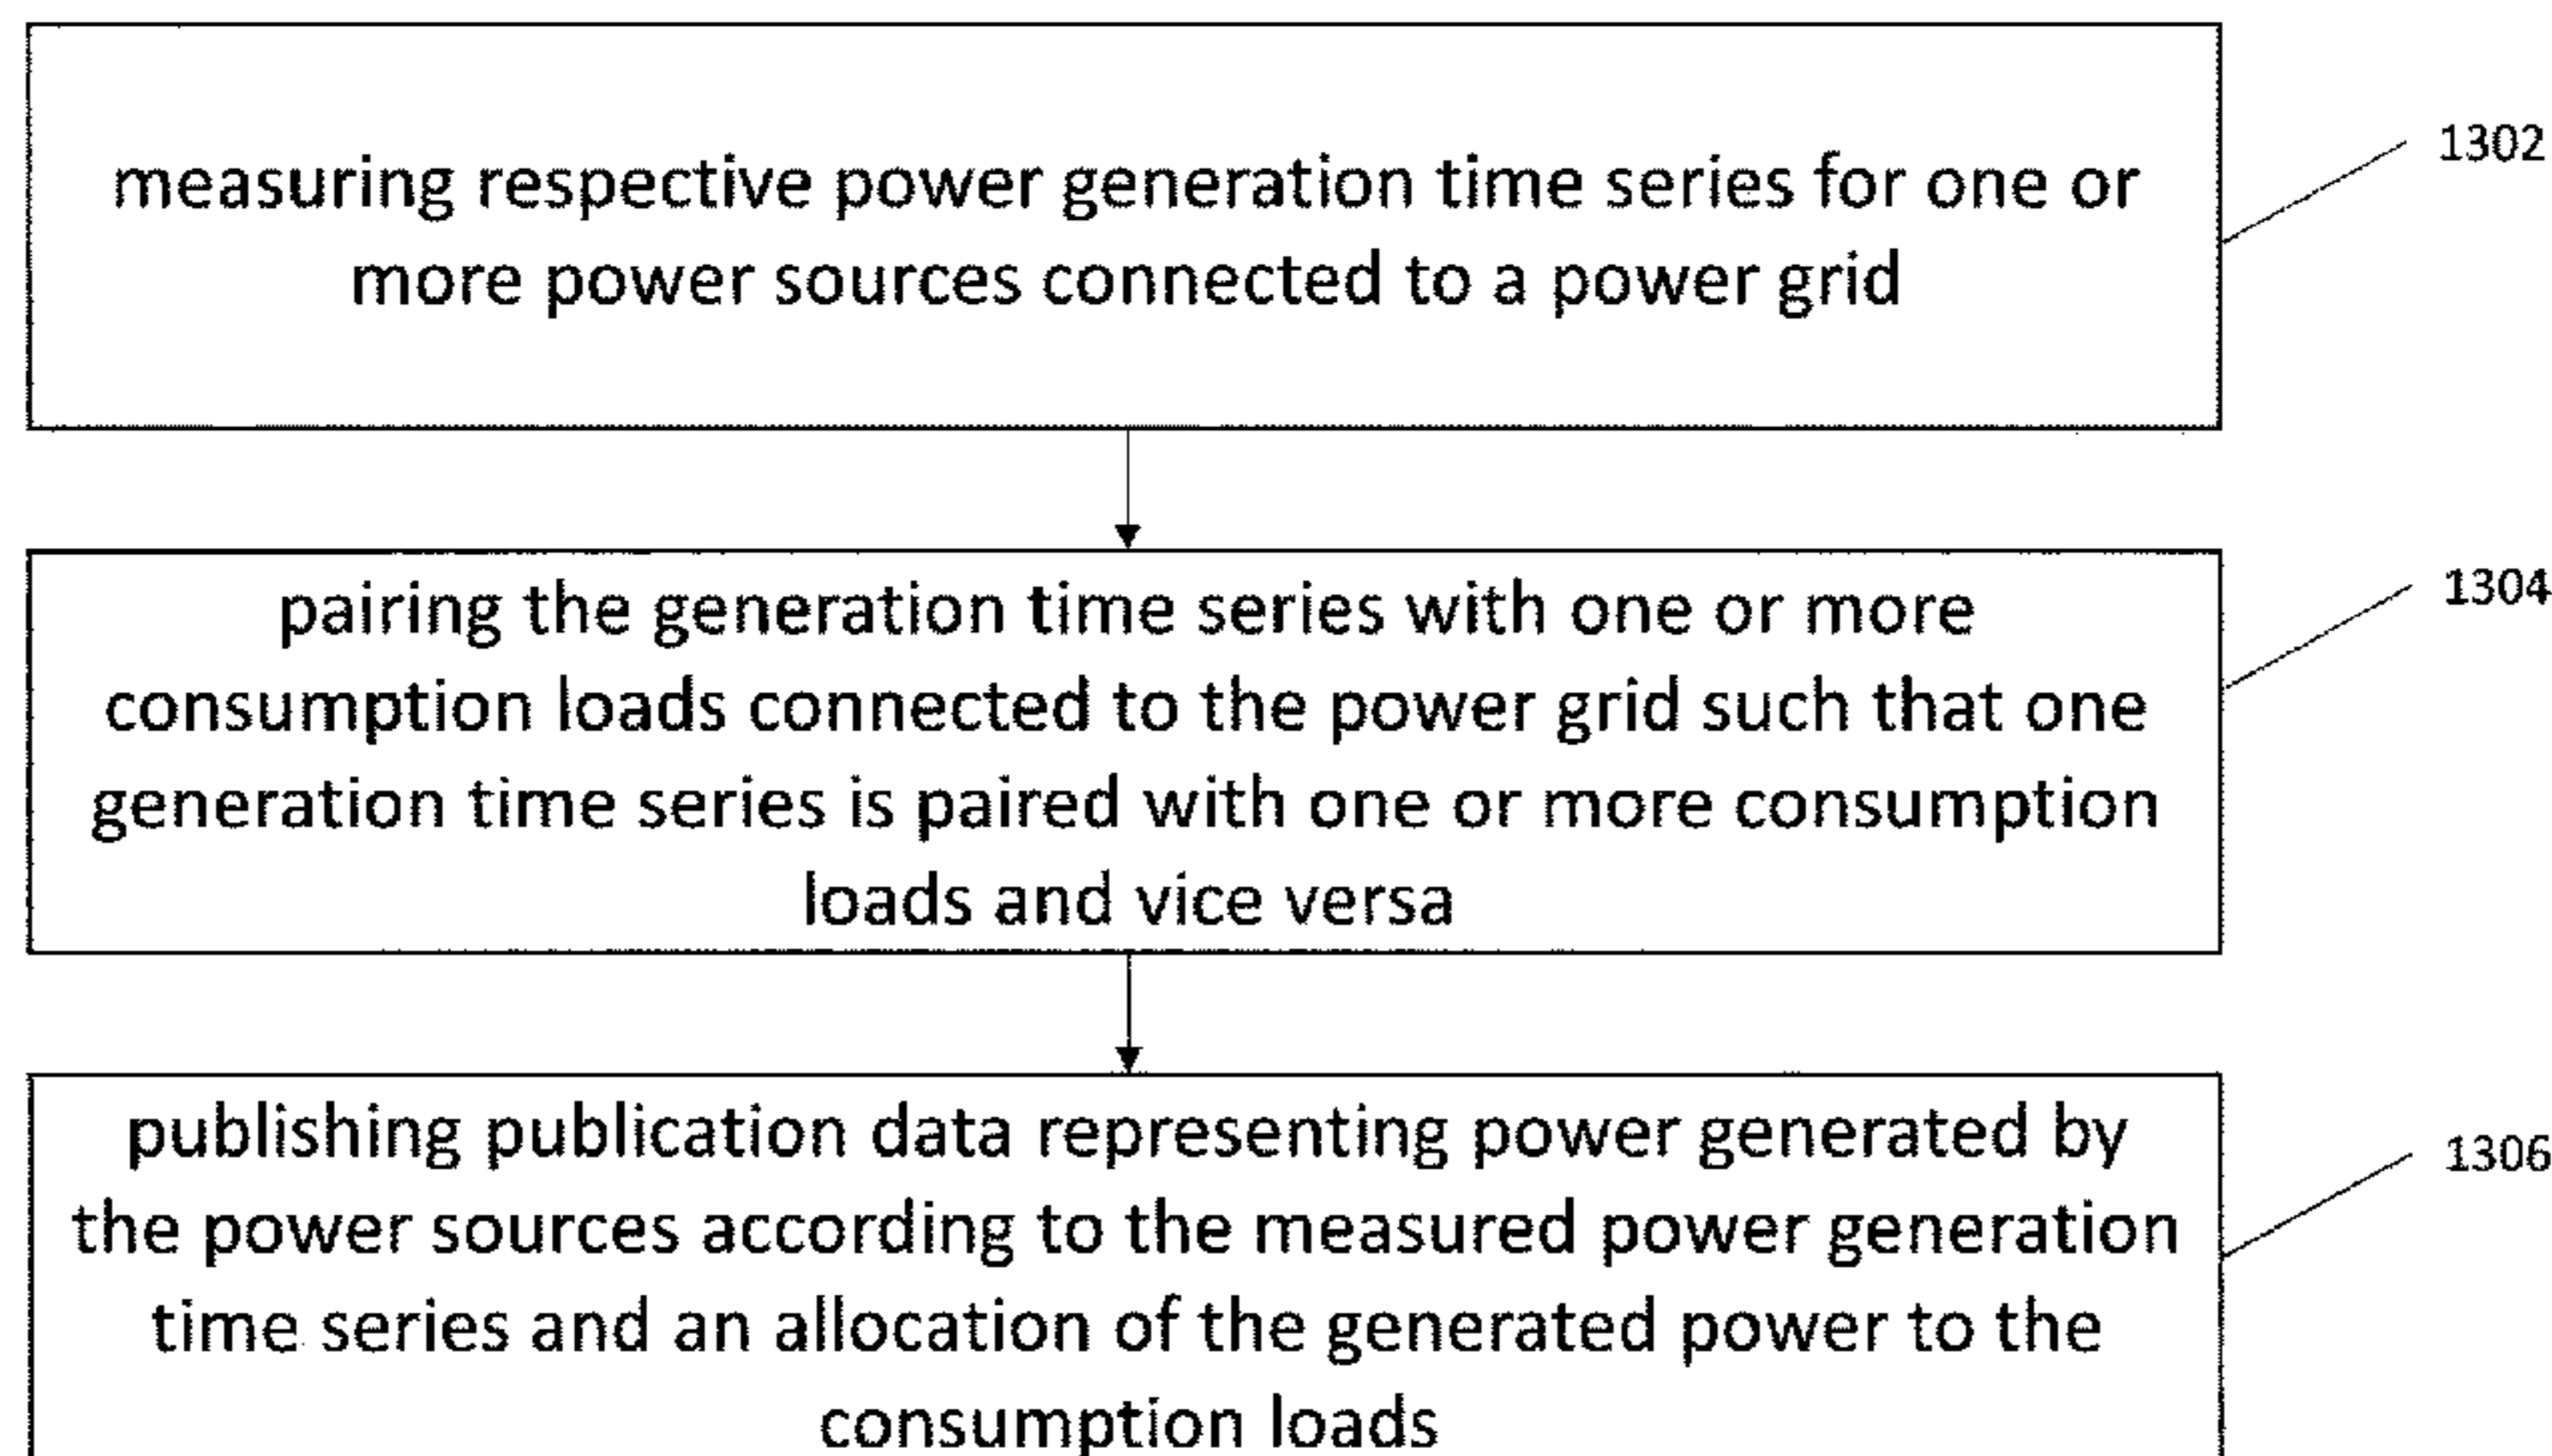 measuring respective power generation time series for one or
more power sources connected to a power grid
1302
pairing the generation time series with one or more
consumption loads connected to the power grid such that one
generation time series is paired with one or more consumption
loads and vice versa
1304
publishing publication data representing power generated by
the power sources according to the measured power generation
time series and an allocation of the generated power to the
consumption loads
1306